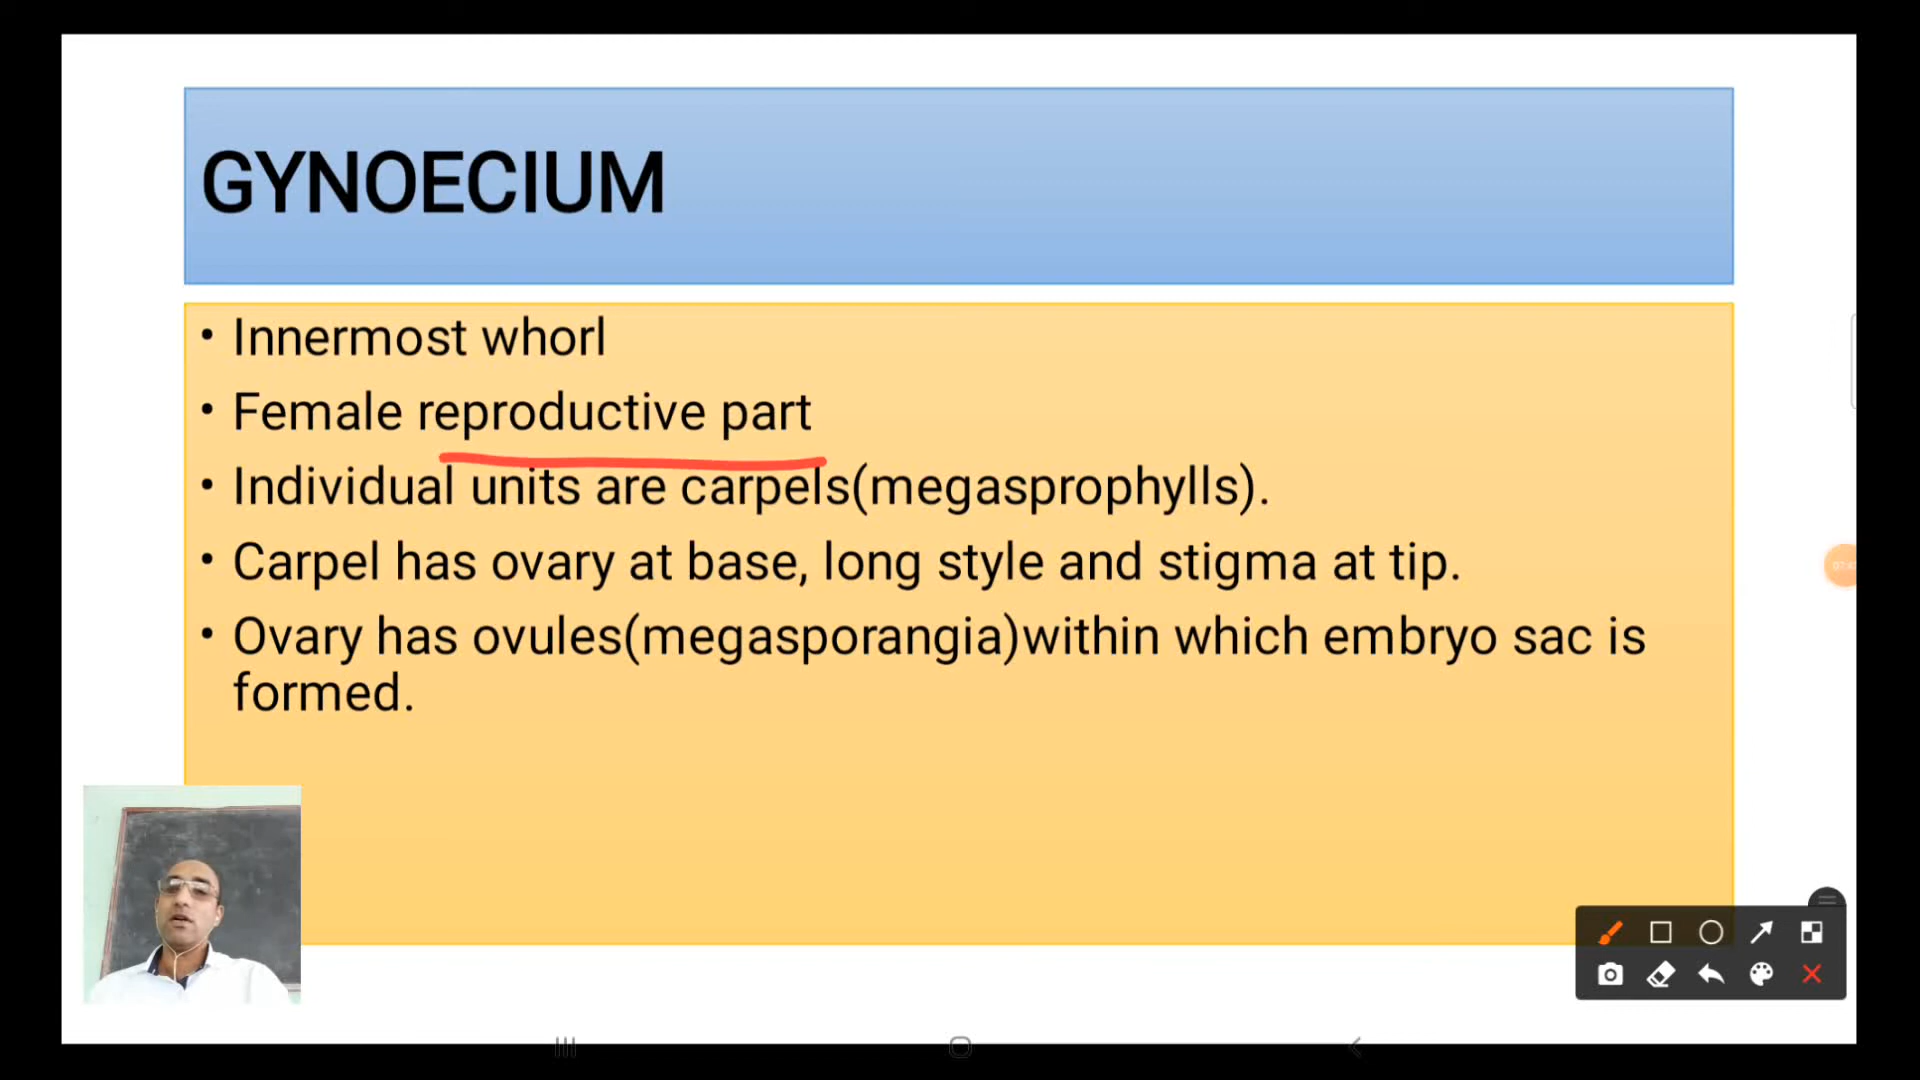 GYNOECIUM
• Innermost whorl
• Female reproductive part
• Individual units are carpels(megasprophylls).
• Carpel has ovary at base, long style and stigma at tip.
• Ovary has ovules(megasporangia)within which embryo sac is
formed.